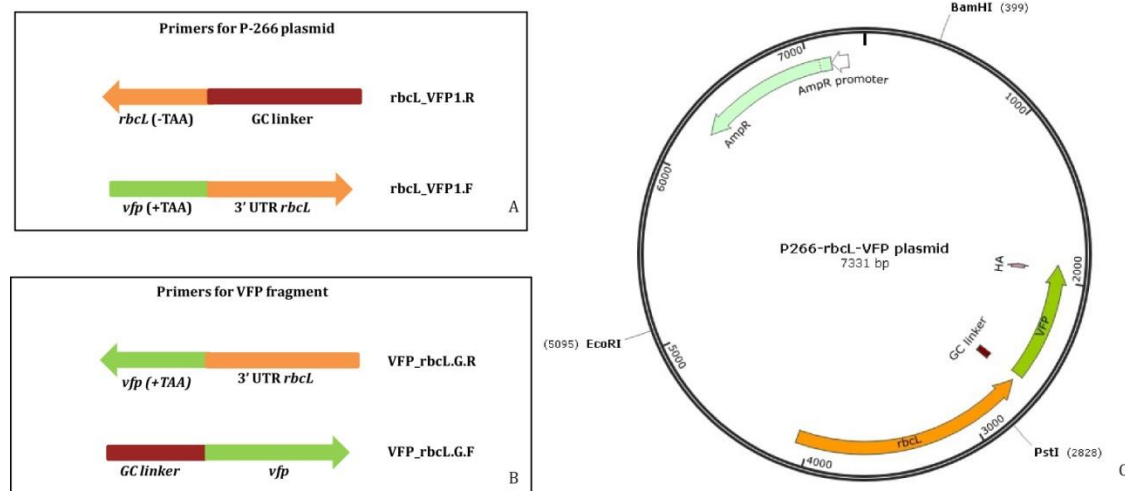 Primers for P-266 plasmid
rbcL_VFP1.R
rbcL (-TAA) GC linker
rbcL_VFP1.F
vfp (+TAA) 3' UTR rbcL
A
Primers for VFP fragment
VFP_rbcL.G.R
vfp (+TAA) 3' UTR rbcL
VFP_rbcL.G.F
GC linker vfp
B
BamHI (399)
7000
AmpR promoter
AmpR
1000
6000
P266-rbcL-VFP plasmid
7331 bp
HA
2000
VFP
(5095) EcoRI
GC linker
5000
rbcL
3000
PstI (2828)
4000
C